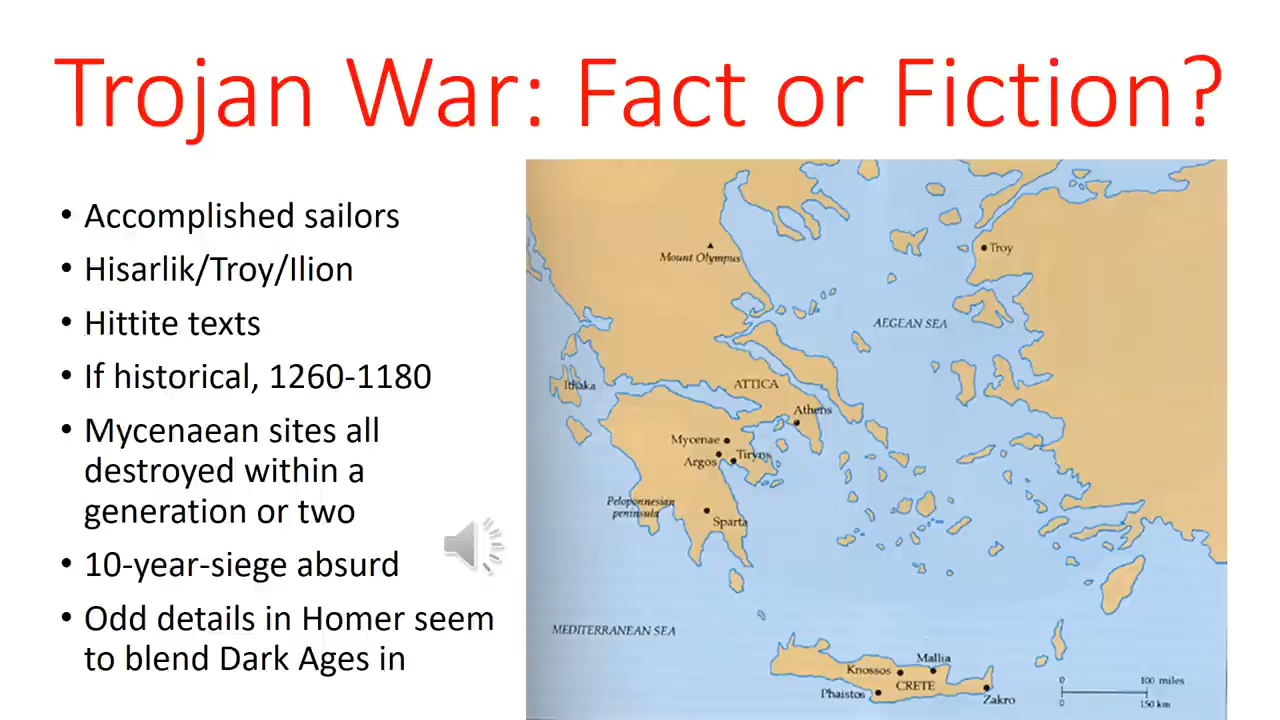 Trojan War: Fact or Fiction?
• Accomplished sailors
• Hisarlik/Troy/Ilion
• Hittite texts
• If historical, 1260-1180
• Mycenaean sites all
destroyed within a
generation or two
• 10-year-siege absurd
• Odd details in Homer seem
to blend Dark Ages in
Troy
Mount Olympus
AEGEAN SEA
Ithaka
ATTICA
Athens
Mycenae
Tiryns
Argos
Peloponnesian
peninsula
Sparta
MEDITERRANEAN SEA
Mallia
Knossos
CRETE
Phaistos
Zakro
0 100 miles
0 150 km